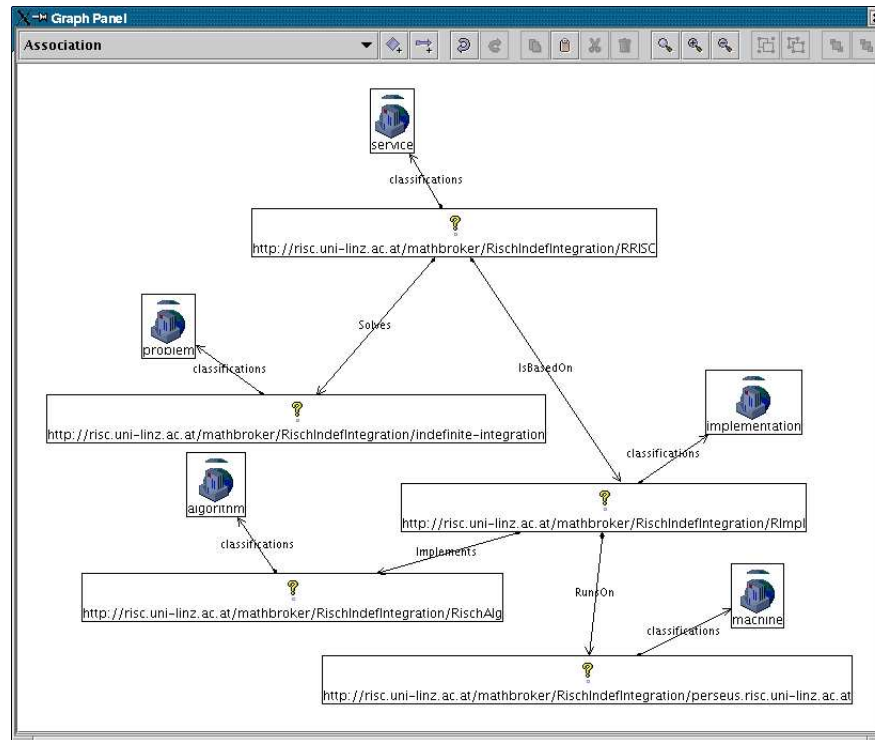 Graph Panel
Association
service
classifications
http://risc.uni-linz.ac.at/mathbroker/RischIndefIntegration/RRISC
Solves
problem
classifications
IsBasedOn
http://risc.uni-linz.ac.at/mathbroker/RischIndefIntegration/indefinite-integration
implementation
classifications
algorithm
http://risc.uni-linz.ac.at/mathbroker/RischIndefIntegration/RImpl
classifications
Implements
http://risc.uni-linz.ac.at/mathbroker/RischIndefIntegration/RischAlg
RunsOn
machine
classifications
http://risc.uni-linz.ac.at/mathbroker/RischIndefIntegration/perseus.risc.uni-linz.ac.at